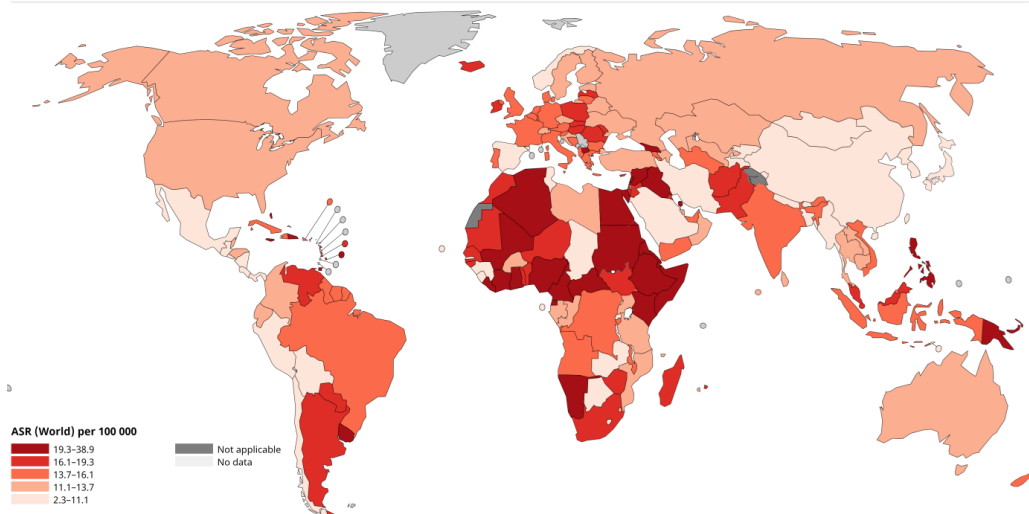 ASR (World) per 100 000
19.3–38.9
16.1–19.3
13.7–16.1
11.1–13.7
2.3–11.1
Not applicable
No data